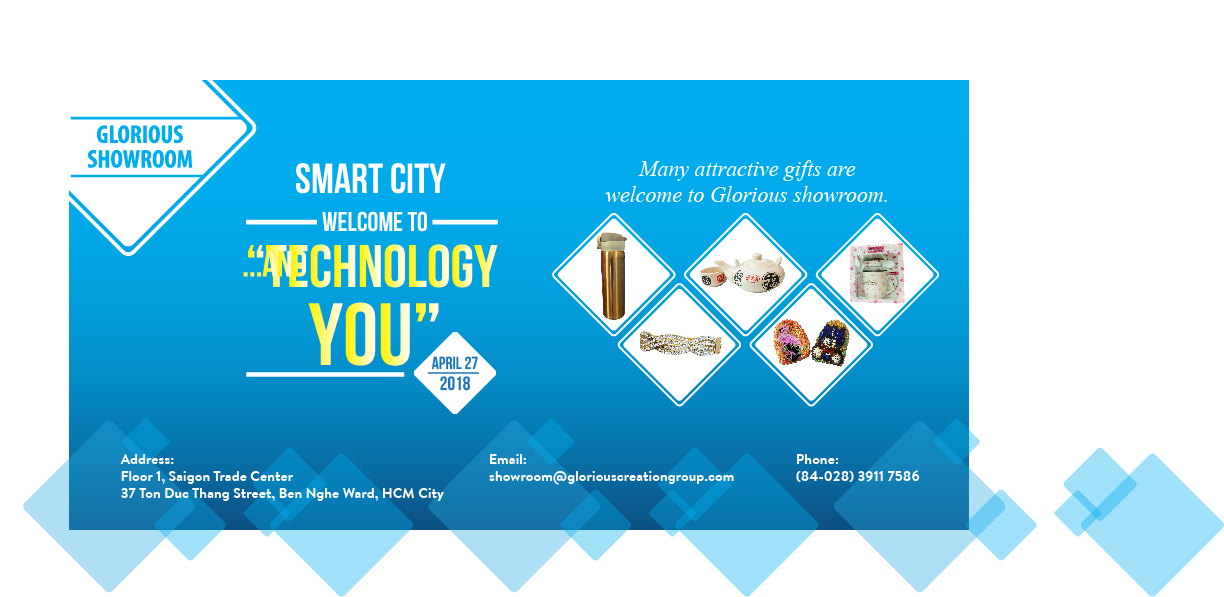 GLORIOUS
SHOWROOM
SMART CITY
WELCOME TO
“TECHNOLOGY
...AND
YOU”
APRIL 27
2018
Many attractive gifts are
welcome to Glorious showroom.
Address:
Floor 1, Saigon Trade Center
37 Ton Duc Thang Street, Ben Nghe Ward, HCM City
Email:
showroom@gloriouscreationgroup.com
Phone:
(84-028) 3911 7586